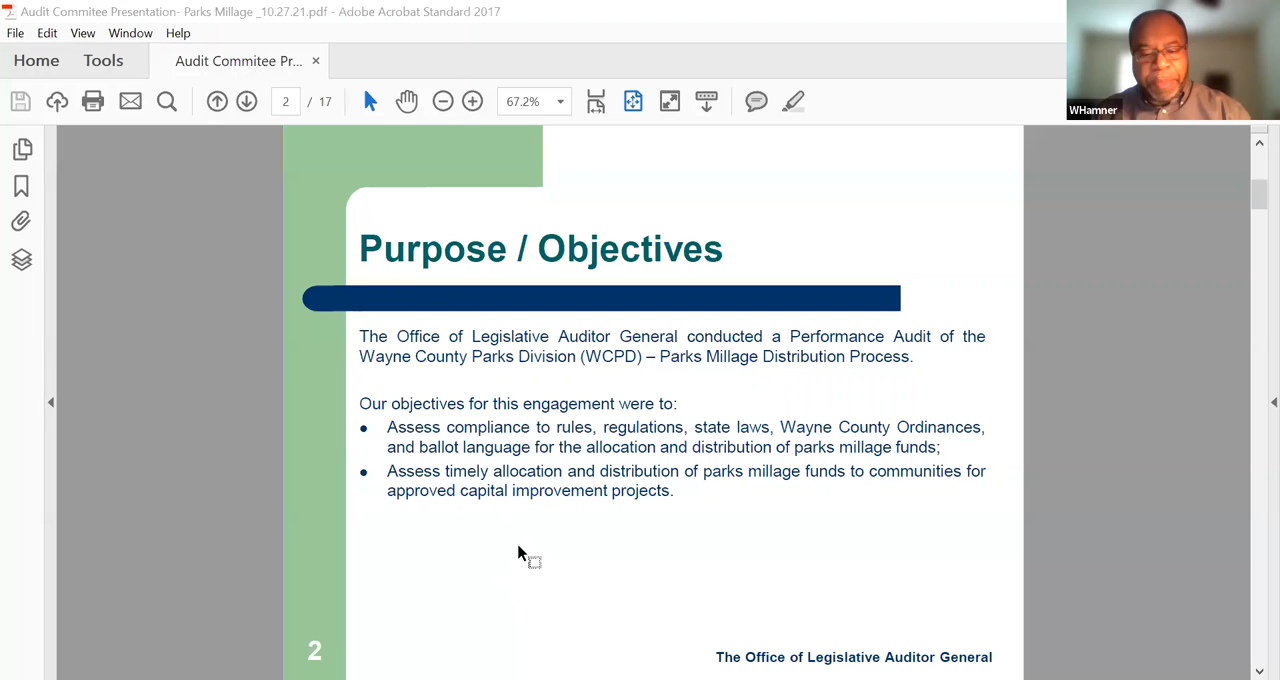 Audit Commitee Presentation- Parks Millage _10.27.21.pdf - Adobe Acrobat Standard 2017
File Edit View Window Help
Home Tools Audit Commitee Pr... ×
2 / 17 67.2%
WHamner
Purpose / Objectives
The Office of Legislative Auditor General conducted a Performance Audit of the
Wayne County Parks Division (WCPD) – Parks Millage Distribution Process.
Our objectives for this engagement were to:
● Assess compliance to rules, regulations, state laws, Wayne County Ordinances,
and ballot language for the allocation and distribution of parks millage funds;
● Assess timely allocation and distribution of parks millage funds to communities for
approved capital improvement projects.
2
The Office of Legislative Auditor General